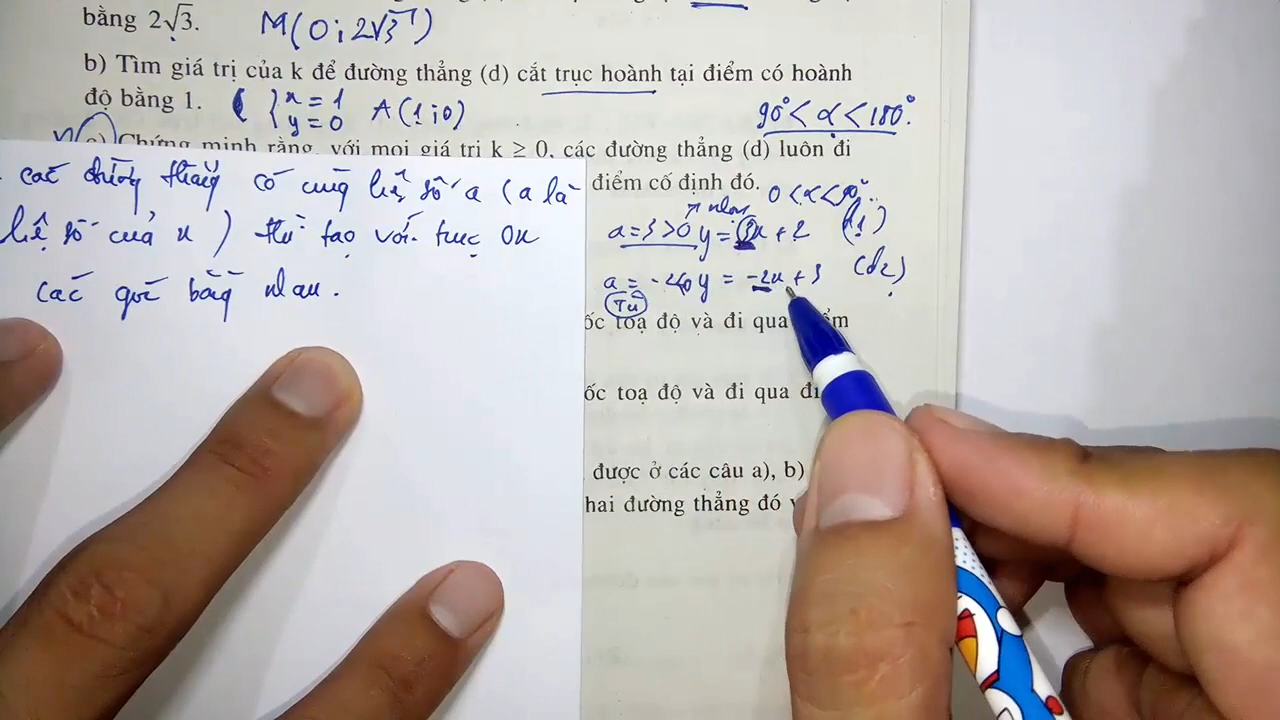 bằng 2√3. M(0; 2√3)
b) Tìm giá trị của k để đường thẳng (d) cắt trục hoành tại điểm có hoành
độ bằng 1. { x = 1 A(1;0)
y = 0
90° < α < 180°.
c) Chứng minh rằng, với mọi giá trị k ≥ 0, các đường thẳng (d) luôn đi
điểm cố định đó. 0 < α < 90°
các đường thẳng có cùng hệ số a (a là
hệ số của x) thì tạo với trục Ox
các góc bằng nhau.
nhọn
a = 3 > 0 y = 3x + 2 (d1)
a = -2 < 0 y = -2x + 3 (d2)
Tù
ốc toạ độ và đi qua điểm
ốc toạ độ và đi qua đi
được ở các câu a), b)
hai đường thẳng đó v